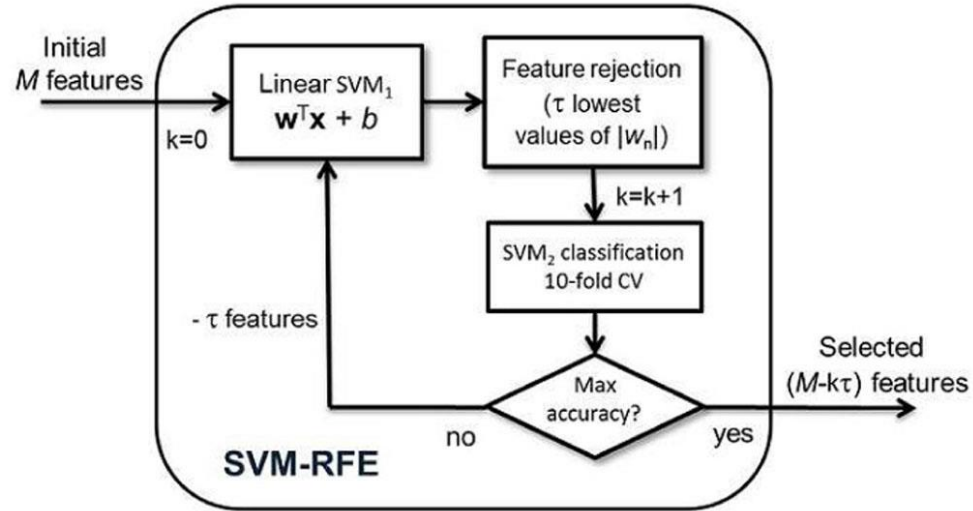 Initial
M features
k=0
Linear SVM₁
wᵀx + b
Feature rejection
(τ lowest
values of |wₙ|)
k=k+1
SVM₂ classification
10-fold CV
- τ features
Max
accuracy?
no
yes
Selected
(M-kτ) features
SVM-RFE